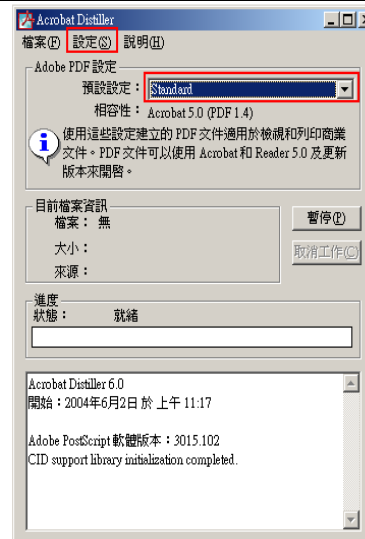 Acrobat Distiller
檔案(F) 設定(S) 說明(H)
Adobe PDF 設定
預設設定： Standard
相容性： Acrobat 5.0 (PDF 1.4)
使用這些設定建立的 PDF 文件適用於檢視和列印商業
文件。PDF 文件可以使用 Acrobat 和 Reader 5.0 及更新
版本來開啓。
目前檔案資訊
檔案： 無
暫停(P)
大小：
取消工作(C)
來源：
進度
狀態： 就緒
Acrobat Distiller 6.0
開始：2004年6月2日 於 上午 11:17
Adobe PostScript 軟體版本：3015.102
CID support library initialization completed.